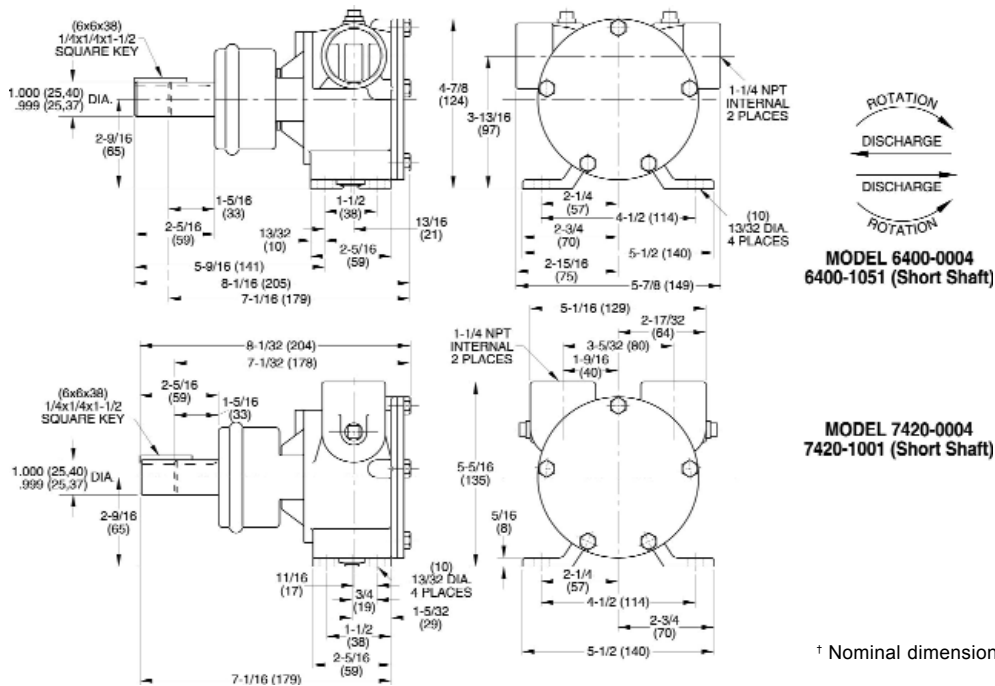 (6x6x38)
1/4x1/4x1-1/2
SQUARE KEY
1.000 (25,40)
.999 (25,37)
DIA.
2-9/16
(65)
1-5/16
(33)
2-5/16
(59)
5-9/16 (141)
8-1/16 (205)
7-1/16 (179)
13/32
(10)
1-1/2
(38)
2-5/16
(59)
13/16
(21)
4-7/8
(124)
3-13/16
(97)
1-1/4 NPT
INTERNAL
2 PLACES
2-1/4
(57)
4-1/2 (114)
2-3/4
(70)
5-1/2 (140)
2-15/16
(75)
5-7/8 (149)
(10)
13/32 DIA.
4 PLACES
ROTATION
DISCHARGE
DISCHARGE
ROTATION
MODEL 6400-0004
6400-1051 (Short Shaft)
8-1/32 (204)
7-1/32 (178)
2-5/16
(59)
1-5/16
(33)
(6x6x38)
1/4x1/4x1-1/2
SQUARE KEY
1.000 (25,40)
.999 (25,37)
DIA.
2-9/16
(65)
11/16
(17)
3/4
(19)
(10)
13/32 DIA.
4 PLACES
1-5/32
(29)
1-1/2
(38)
2-5/16
(59)
7-1/16 (179)
5-1/16 (129)
2-17/32
(64)
1-1/4 NPT
INTERNAL
2 PLACES
3-5/32 (80)
1-9/16
(40)
5-5/16
(135)
5/16
(8)
2-1/4
(57)
4-1/2 (114)
2-3/4
(70)
5-1/2 (140)
MODEL 7420-0004
7420-1001 (Short Shaft)
† Nominal dimension